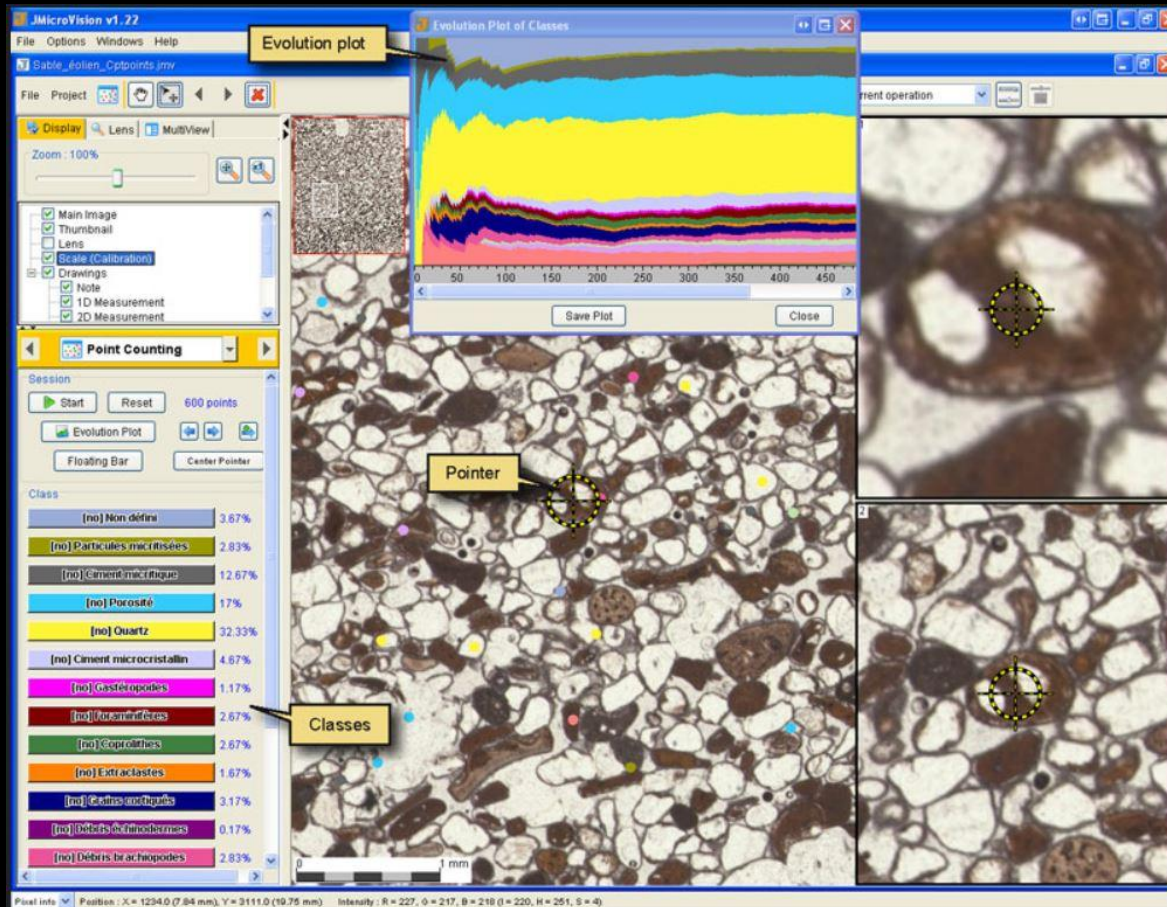 JMicroVision v1.22
File Options Windows Help
Sable_éolien_Cptpoints.jmv
File Project
rrent operation
Display Lens MultiView
Zoom : 100%
Main Image
Thumbnail
Lens
Scale (Calibration)
Drawings
Note
1D Measurement
2D Measurement
Point Counting
Session
Start Reset 600 points
Evolution Plot
Floating Bar Center Pointer
Class
[no] Non défini 3.67%
[no] Particules micritisées 2.83%
[no] Ciment micritique 12.67%
[no] Porosité 17%
[no] Quartz 32.33%
[no] Ciment microcristallin 4.67%
[no] Gastéropodes 1.17%
[no] Foraminifères 2.67%
[no] Coprolithes 2.67%
[no] Extraclastes 1.67%
[no] Grains cortiqués 3.17%
[no] Débris échinodermes 0.17%
[no] Débris brachiopodes 2.83%
Evolution Plot of Classes
Evolution plot
0 50 100 150 200 250 300 350 400 450
Save Plot Close
Pointer
Classes
0 1 mm
2
Pixel info Position : X = 1234.0 (7.84 mm), Y = 3111.0 (19.75 mm) Intensity : R = 227, G = 217, B = 218 (I = 220, H = 251, S = 4)